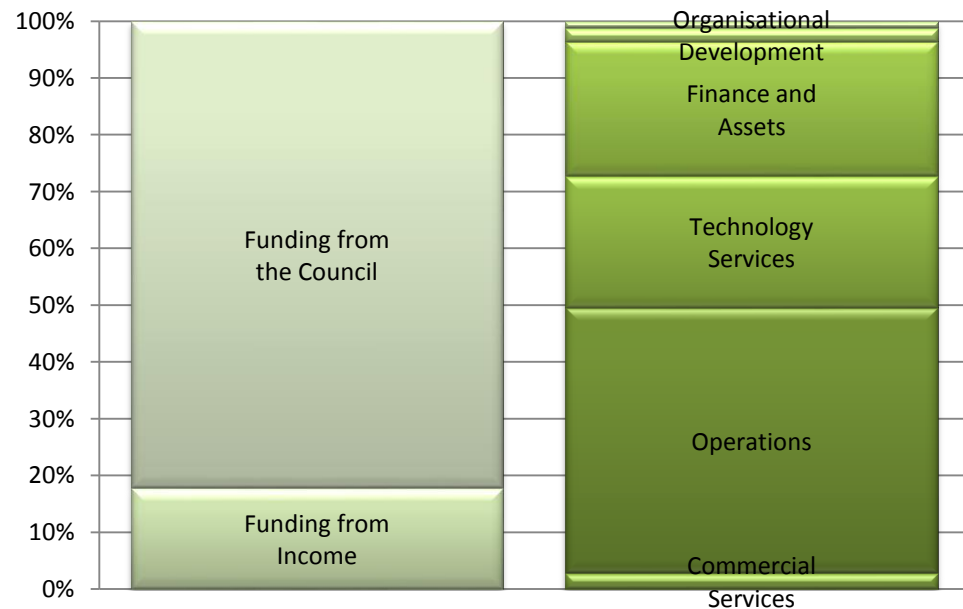 100%
90%
80%
70%
60%
50%
40%
30%
20%
10%
0%
Funding from
the Council
Funding from
Income
Organisational
Development
Finance and
Assets
Technology
Services
Operations
Commercial
Services